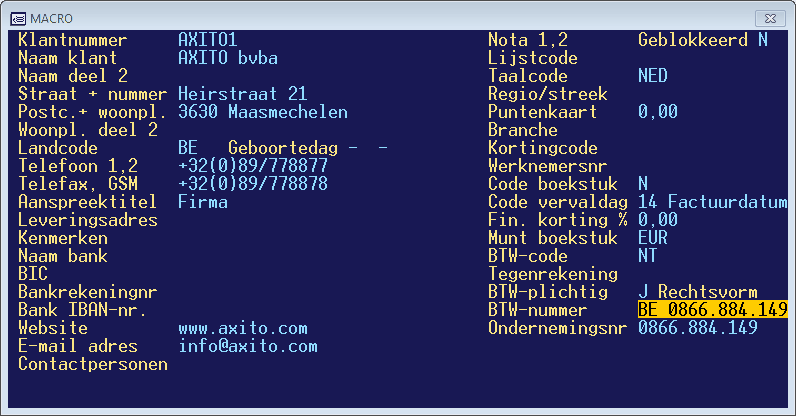 MACRO
Klantnummer AXITO1 Nota 1,2 Geblokkeerd N
Naam klant AXITO bvba Lijstcode
Naam deel 2 Taalcode NED
Straat + nummer Heirstraat 21 Regio/streek
Postc.+ woonpl. 3630 Maasmechelen Puntenkaart 0,00
Woonpl. deel 2 Branche
Landcode BE Geboortedag - - Kortingcode
Telefoon 1,2 +32(0)89/778877 Werknemersnr
Telefax, GSM +32(0)89/778878 Code boekstuk N
Aanspreektitel Firma Code vervaldag 14 Factuurdatum
Leveringsadres Fin. korting % 0,00
Kenmerken Munt boekstuk EUR
Naam bank BTW-code NT
BIC Tegenrekening
Bankrekeningnr BTW-plichtig J Rechtsvorm
Bank IBAN-nr. BTW-nummer BE 0866.884.149
Website www.axito.com Ondernemingsnr 0866.884.149
E-mail adres info@axito.com
Contactpersonen